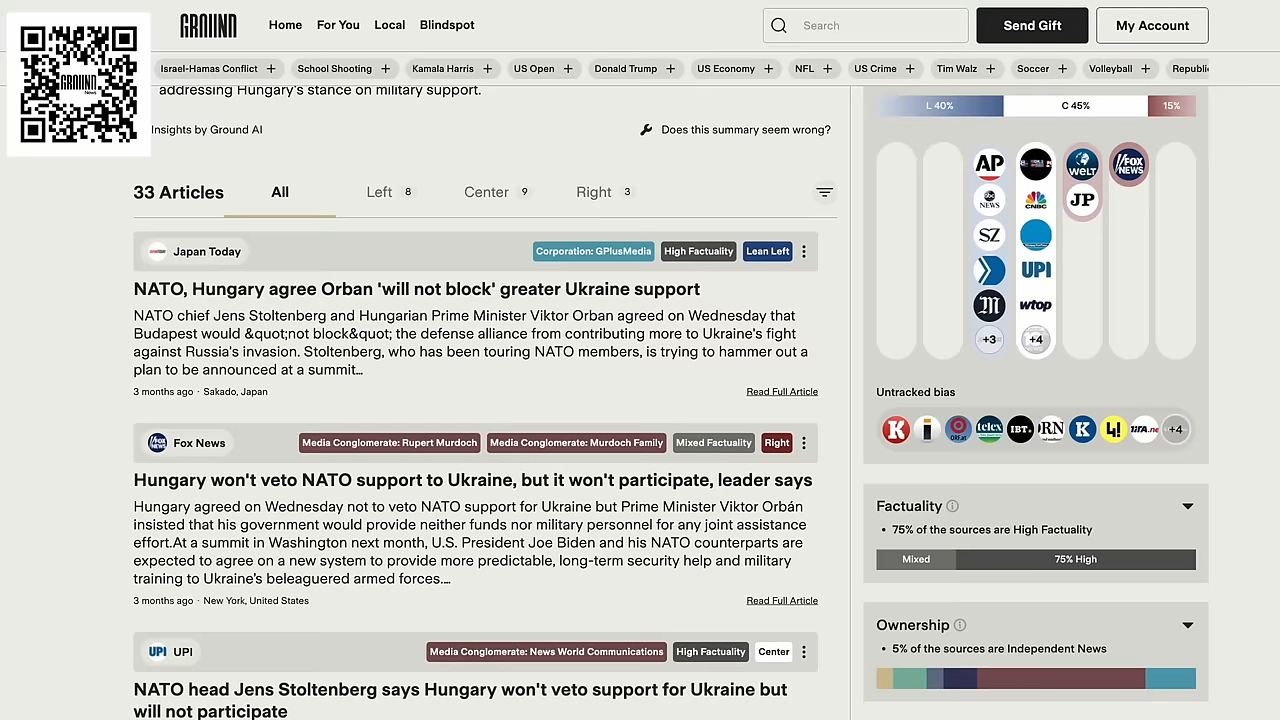 GROUND
Home
For You
Local
Blindspot
Search
Send Gift
My Account
GROUND
News
Israel-Hamas Conflict +
School Shooting +
Kamala Harris +
US Open +
Donald Trump +
US Economy +
NFL +
US Crime +
Tim Walz +
Soccer +
Volleyball +
Republi
addressing Hungary's stance on military support.
Insights by Ground AI
Does this summary seem wrong?
33 Articles
All
Left 8
Center 9
Right 3
Japan Today
Corporation: GPlusMedia
High Factuality
Lean Left
NATO, Hungary agree Orban 'will not block' greater Ukraine support
NATO chief Jens Stoltenberg and Hungarian Prime Minister Viktor Orban agreed on Wednesday that
Budapest would &quot;not block&quot; the defense alliance from contributing more to Ukraine's fight
against Russia's invasion. Stoltenberg, who has been touring NATO members, is trying to hammer out a
plan to be announced at a summit…
3 months ago · Sakado, Japan
Read Full Article
FOX NEWS
Fox News
Media Conglomerate: Rupert Murdoch
Media Conglomerate: Murdoch Family
Mixed Factuality
Right
Hungary won't veto NATO support to Ukraine, but it won't participate, leader says
Hungary agreed on Wednesday not to veto NATO support for Ukraine but Prime Minister Viktor Orbán
insisted that his government would provide neither funds nor military personnel for any joint assistance
effort.At a summit in Washington next month, U.S. President Joe Biden and his NATO counterparts are
expected to agree on a new system to provide more predictable, long-term security help and military
training to Ukraine's beleaguered armed forces.…
3 months ago · New York, United States
Read Full Article
UPI
UPI
Media Conglomerate: News World Communications
High Factuality
Center
NATO head Jens Stoltenberg says Hungary won't veto support for Ukraine but
will not participate
L 40%
C 45%
15%
AP
WELT
FOX NEWS
abc NEWS
CNBC
JP
SZ
UPI
M
wtop
+3
+4
Untracked bias
K
i
ORF.at
telex
IBT.
RN
K
L!
+4
Factuality
• 75% of the sources are High Factuality
Mixed
75% High
Ownership
• 5% of the sources are Independent News